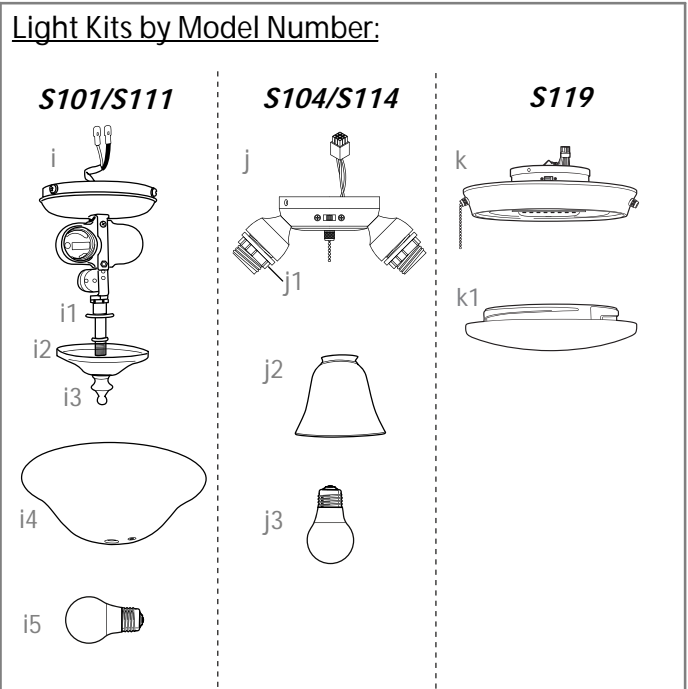 Light Kits by Model Number:
S101/S111
i
i1
i2
i3
i4
i5
S104/S114
j
j1
j2
j3
S119
k
k1